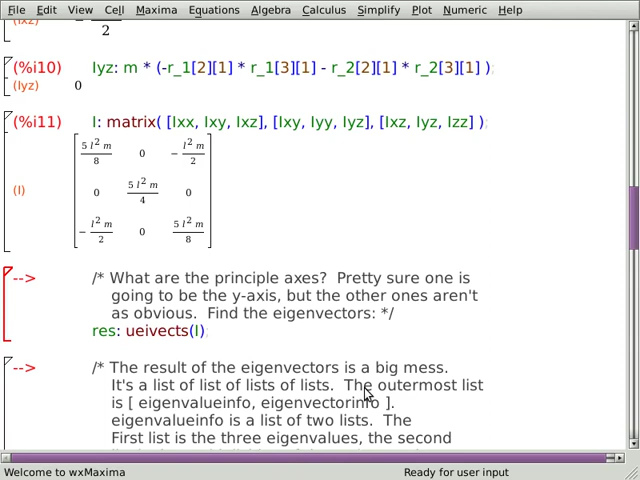 File Edit View Cell Maxima Equations Algebra Calculus Simplify Plot Numeric Help
2
(%i10) Iyz: m * (-r_1[2][1] * r_1[3][1] - r_2[2][1] * r_2[3][1] );
(Iyz) 0
(%i11) I: matrix( [Ixx, Ixy, Ixz], [Ixy, Iyy, Iyz], [Ixz, Iyz, Izz] );
5 l² m / 8 0 - l² m / 2
(I) 0 5 l² m / 4 0
- l² m / 2 0 5 l² m / 8
--> /* What are the principle axes? Pretty sure one is
going to be the y-axis, but the other ones aren't
as obvious. Find the eigenvectors: */
res: ueivects(I);
--> /* The result of the eigenvectors is a big mess.
It's a list of list of lists of lists. The outermost list
is [ eigenvalueinfo, eigenvectorinfo ].
eigenvalueinfo is a list of two lists. The
First list is the three eigenvalues, the second
Welcome to wxMaxima Ready for user input